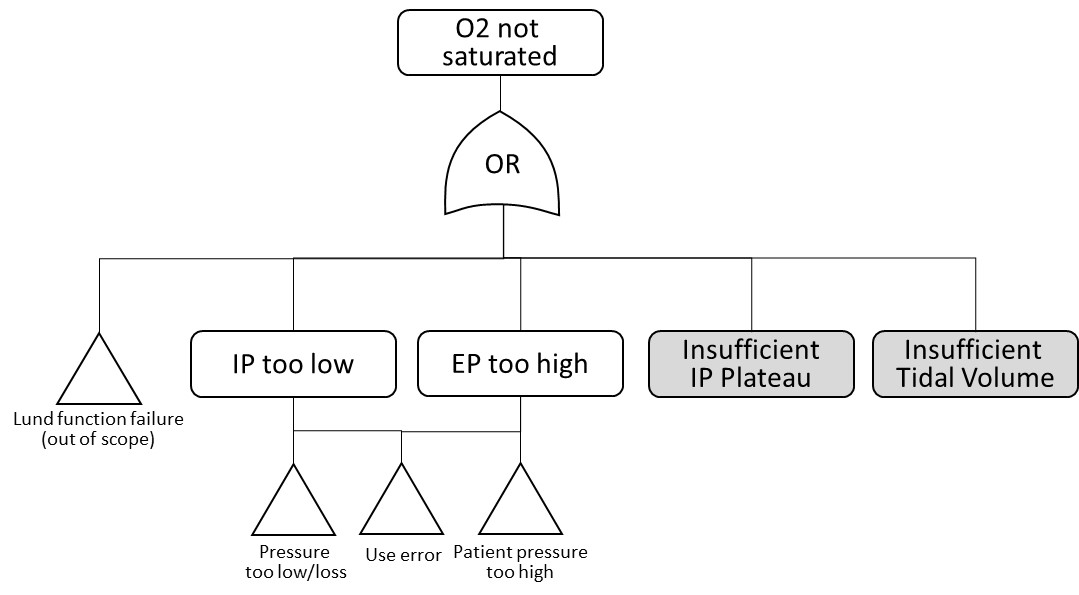 O2 not
saturated
OR
IP too low
EP too high
Insufficient
IP Plateau
Insufficient
Tidal Volume
Lund function failure
(out of scope)
Pressure
too low/loss
Use error
Patient pressure
too high